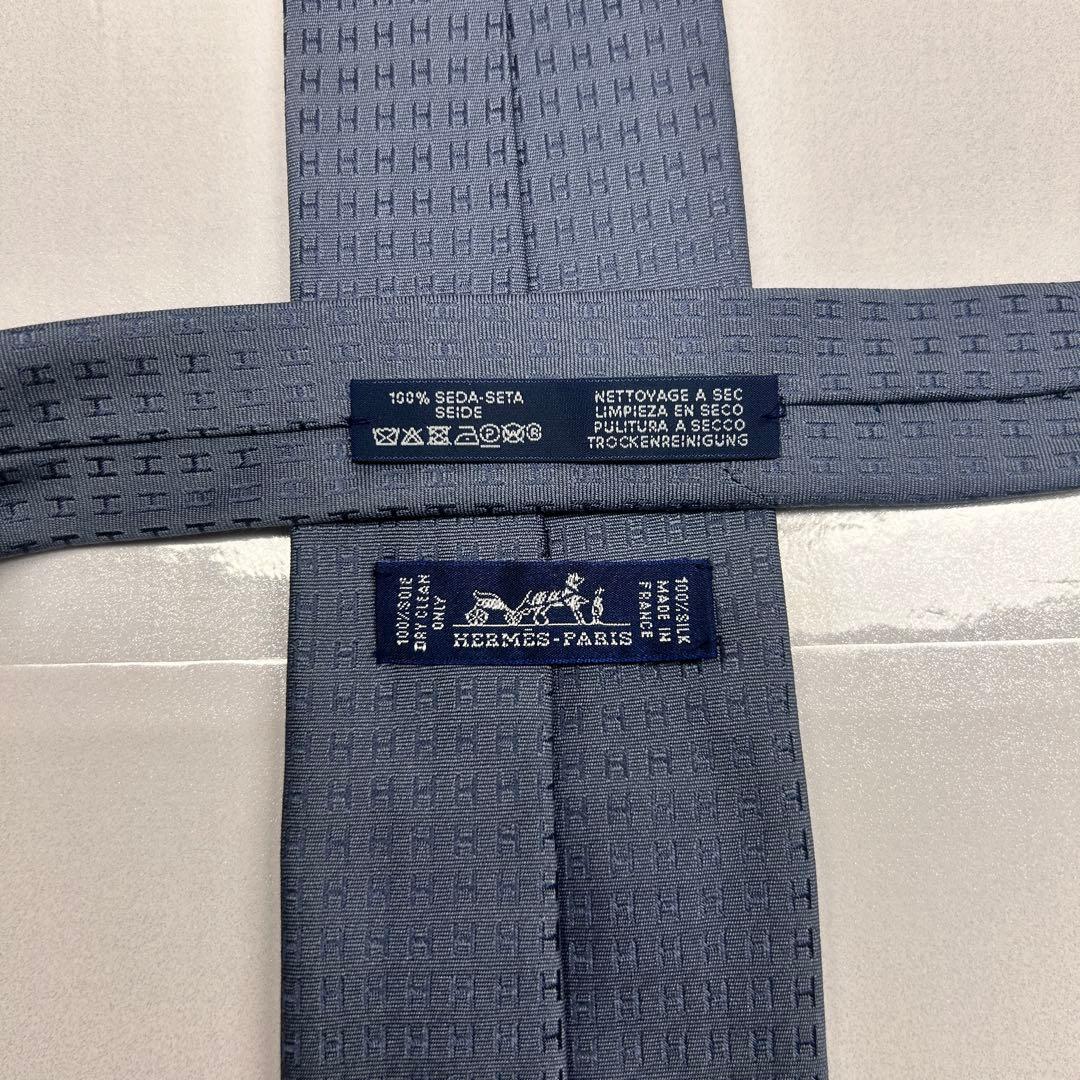 100% SEDA-SETA
SEIDE
NETTOYAGE A SEC
LIMPIEZA EN SECO
PULITURA A SECCO
TROCKENREINIGUNG
100%SOIE
DRY CLEAN
ONLY
HERMÈS-PARIS
100%SILK
MADE IN
FRANCE